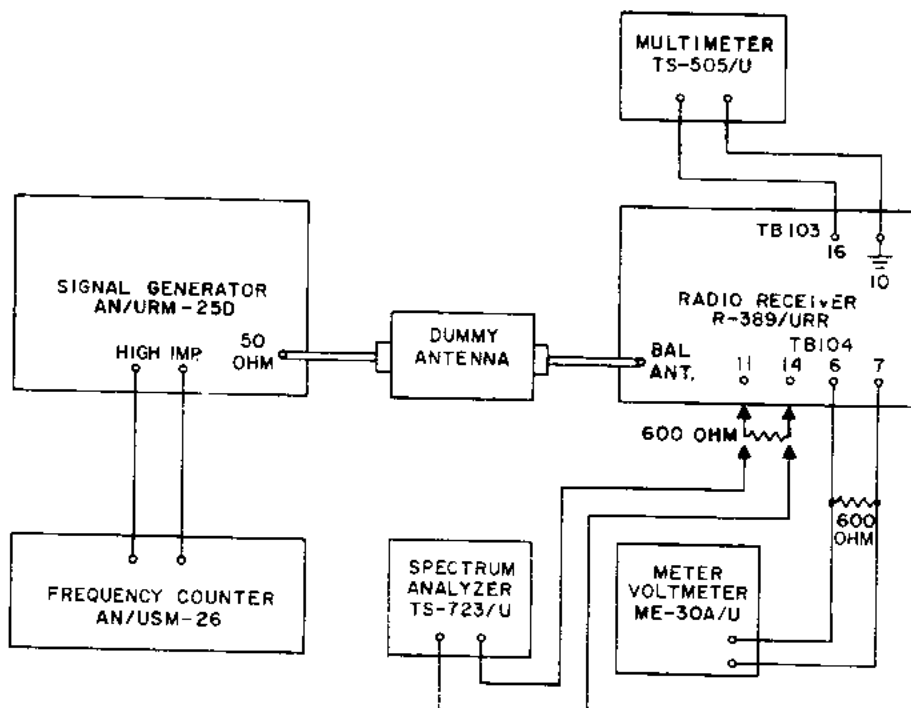 MULTIMETER
TS-505/U
SIGNAL GENERATOR
AN/URM-25D
HIGH IMP.
50
OHM
DUMMY
ANTENNA
TB103
16
10
RADIO RECEIVER
R-389/URR
BAL
ANT.
TB104
11
14
6
7
600 OHM
600
OHM
FREQUENCY COUNTER
AN/USM-26
SPECTRUM
ANALYZER
TS-723/U
METER
VOLTMETER
ME-30A/U